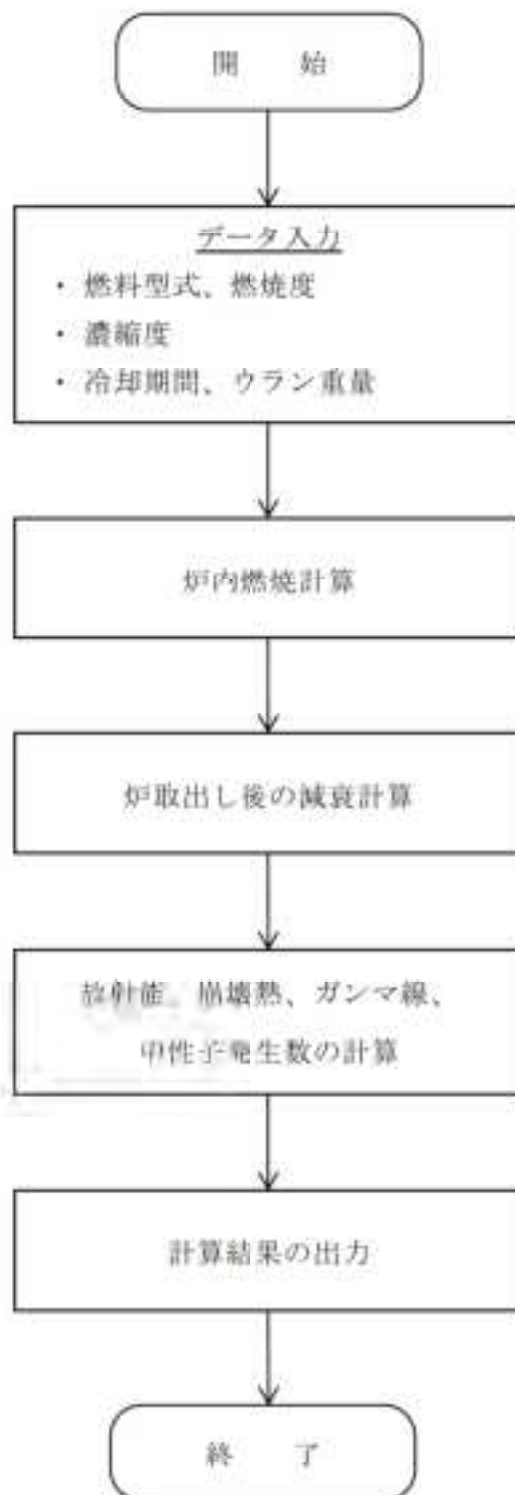 開　　始
データ入力
・ 燃料型式、燃焼度
・ 濃縮度
・ 冷却期間、ウラン重量
炉内燃焼計算
炉取出し後の減衰計算
放射能、崩壊熱、ガンマ線、
中性子発生数の計算
計算結果の出力
終　　了